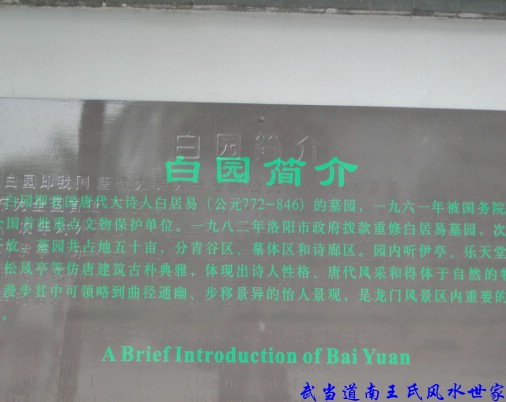 白园简介
白园即我国唐代大诗人白居易（公元772-846）的墓园，一九六一年被国务院
全国首批重点文物保护单位。一九八二年洛阳市政府拨款重修白居易墓园，次
开放。墓园共占地五十亩，分青谷区、墓体区和诗廊区。园内听伊亭、乐天堂
松风亭等仿唐建筑古朴典雅，体现出诗人性格、唐代风采和得体于自然的
漫步其中可领略到曲径通幽、步移景异的怡人景观，是龙门风景区内重要的
。
A Brief Introduction of Bai Yuan
武当道南王氏风水世家